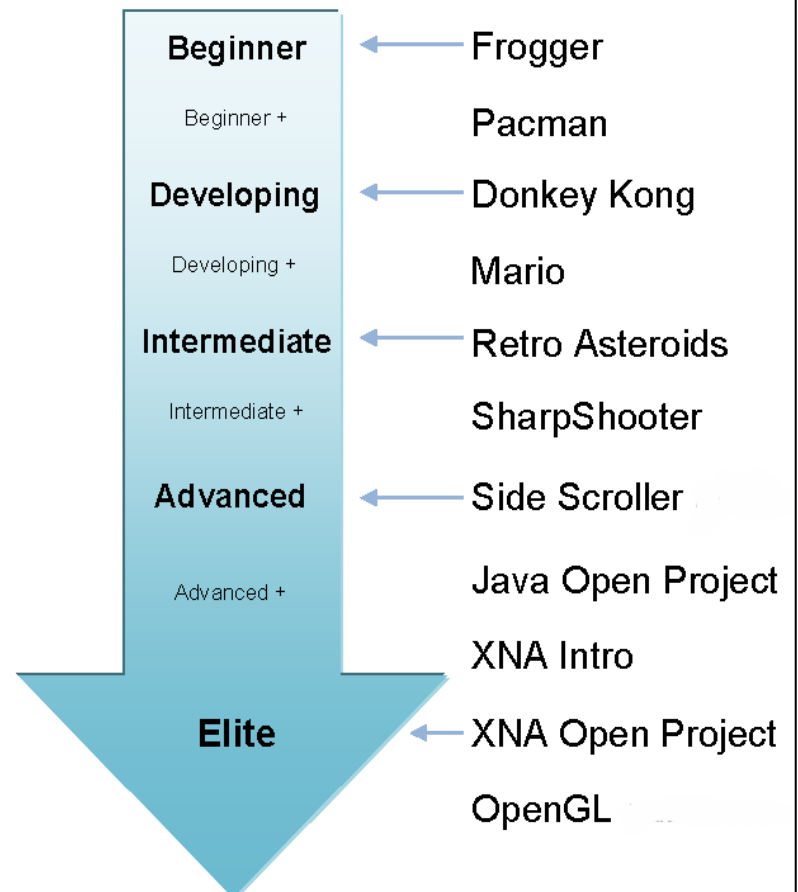 Beginner
Frogger
Beginner +
Pacman
Developing
Donkey Kong
Developing +
Mario
Intermediate
Retro Asteroids
Intermediate +
SharpShooter
Advanced
Side Scroller
Advanced +
Java Open Project
XNA Intro
Elite
XNA Open Project
OpenGL